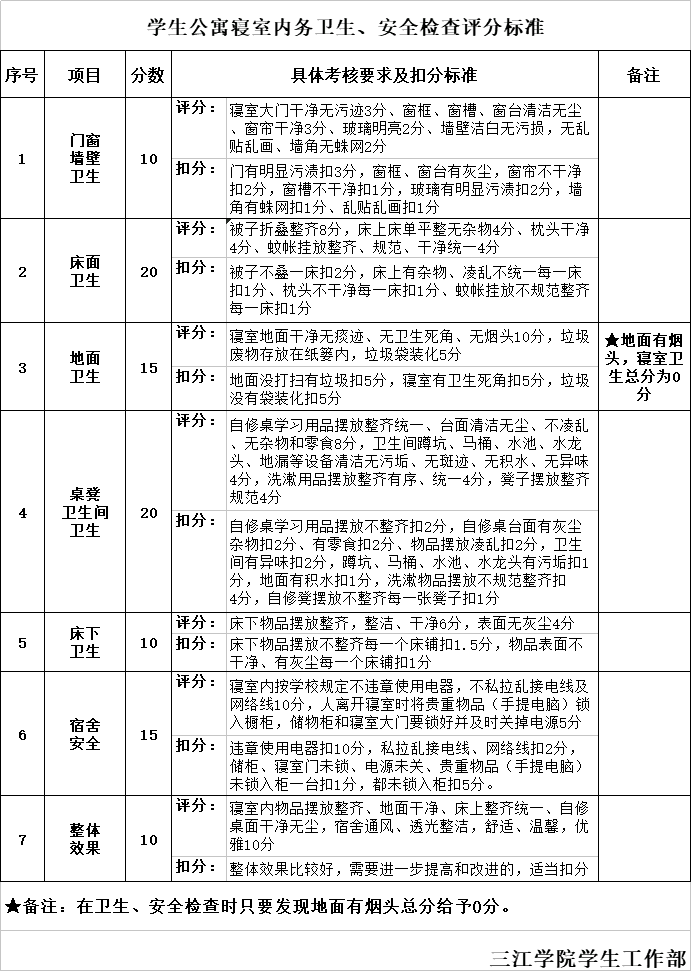 学生公寓寝室内务卫生、安全检查评分标准
序号 项目 分数 具体考核要求及扣分标准 备注
1 门窗墙壁卫生 10
评分：寝室大门干净无污迹3分、窗框、窗槽、窗台清洁无尘
、窗帘干净3分、玻璃明亮2分、墙壁洁白无污损，无乱
贴乱画、墙角无蛛网2分
扣分：门有明显污渍扣3分，窗框、窗台有灰尘，窗帘不干净
扣2分，窗槽不干净扣1分，玻璃有明显污渍扣2分，墙
角有蛛网扣1分、乱贴乱画扣1分
2 床面卫生 20
评分：被子折叠整齐8分，床上床单平整无杂物4分、枕头干净
4分、蚊帐挂放整齐、规范、干净统一4分
扣分：被子不叠一床扣2分，床上有杂物、凌乱不统一每一床
扣1分、枕头不干净每一床扣1分、蚊帐挂放不规范整齐
每一床扣1分
3 地面卫生 15
评分：寝室地面干净无痰迹、无卫生死角、无烟头10分，垃圾
废物存放在纸篓内，垃圾袋装化5分
扣分：地面没打扫有垃圾扣5分，寝室有卫生死角扣5分，垃圾
没有袋装化扣5分
★地面有烟
头，寝室卫
生总分为0
分
4 桌凳卫生间卫生 20
评分：自修桌学习用品摆放整齐统一、台面清洁无尘、不凌乱
、无杂物和零食8分，卫生间蹲坑、马桶、水池、水龙
头、地漏等设备清洁无污垢、无斑迹、无积水、无异味
4分，洗漱用品摆放整齐有序、统一4分，凳子摆放整齐
规范4分
扣分：自修桌学习用品摆放不整齐扣2分，自修桌台面有灰尘
杂物扣2分、有零食扣2分、物品摆放凌乱扣2分，卫生
间有异味扣2分，蹲坑、马桶、水池、水龙头有污垢扣1
分，地面有积水扣1分，洗漱物品摆放不规范整齐扣
4分，自修凳摆放不整齐每一张凳子扣1分
5 床下卫生 10
评分：床下物品摆放整齐，整洁、干净6分，表面无灰尘4分
扣分：床下物品摆放不整齐每一个床铺扣1.5分，物品表面不
干净、有灰尘每一个床铺扣1分
6 宿舍安全 15
评分：寝室内按学校规定不违章使用电器，不私拉乱接电线及
网络线10分，人离开寝室时将贵重物品（手提电脑）锁
入橱柜，储物柜和寝室大门要锁好并及时关掉电源5分
扣分：违章使用电器扣10分，私拉乱接电线、网络线扣2分，
储柜、寝室门未锁、电源未关、贵重物品（手提电脑）
未锁入柜一台扣1分，都未锁入柜扣5分。
7 整体效果 10
评分：寝室内物品摆放整齐、地面干净、床上整齐统一、自修
桌面干净无尘，宿舍通风、透光整洁，舒适、温馨，优
雅10分
扣分：整体效果比较好，需要进一步提高和改进的，适当扣分
★备注：在卫生、安全检查时只要发现地面有烟头总分给予0分。
三江学院学生工作部